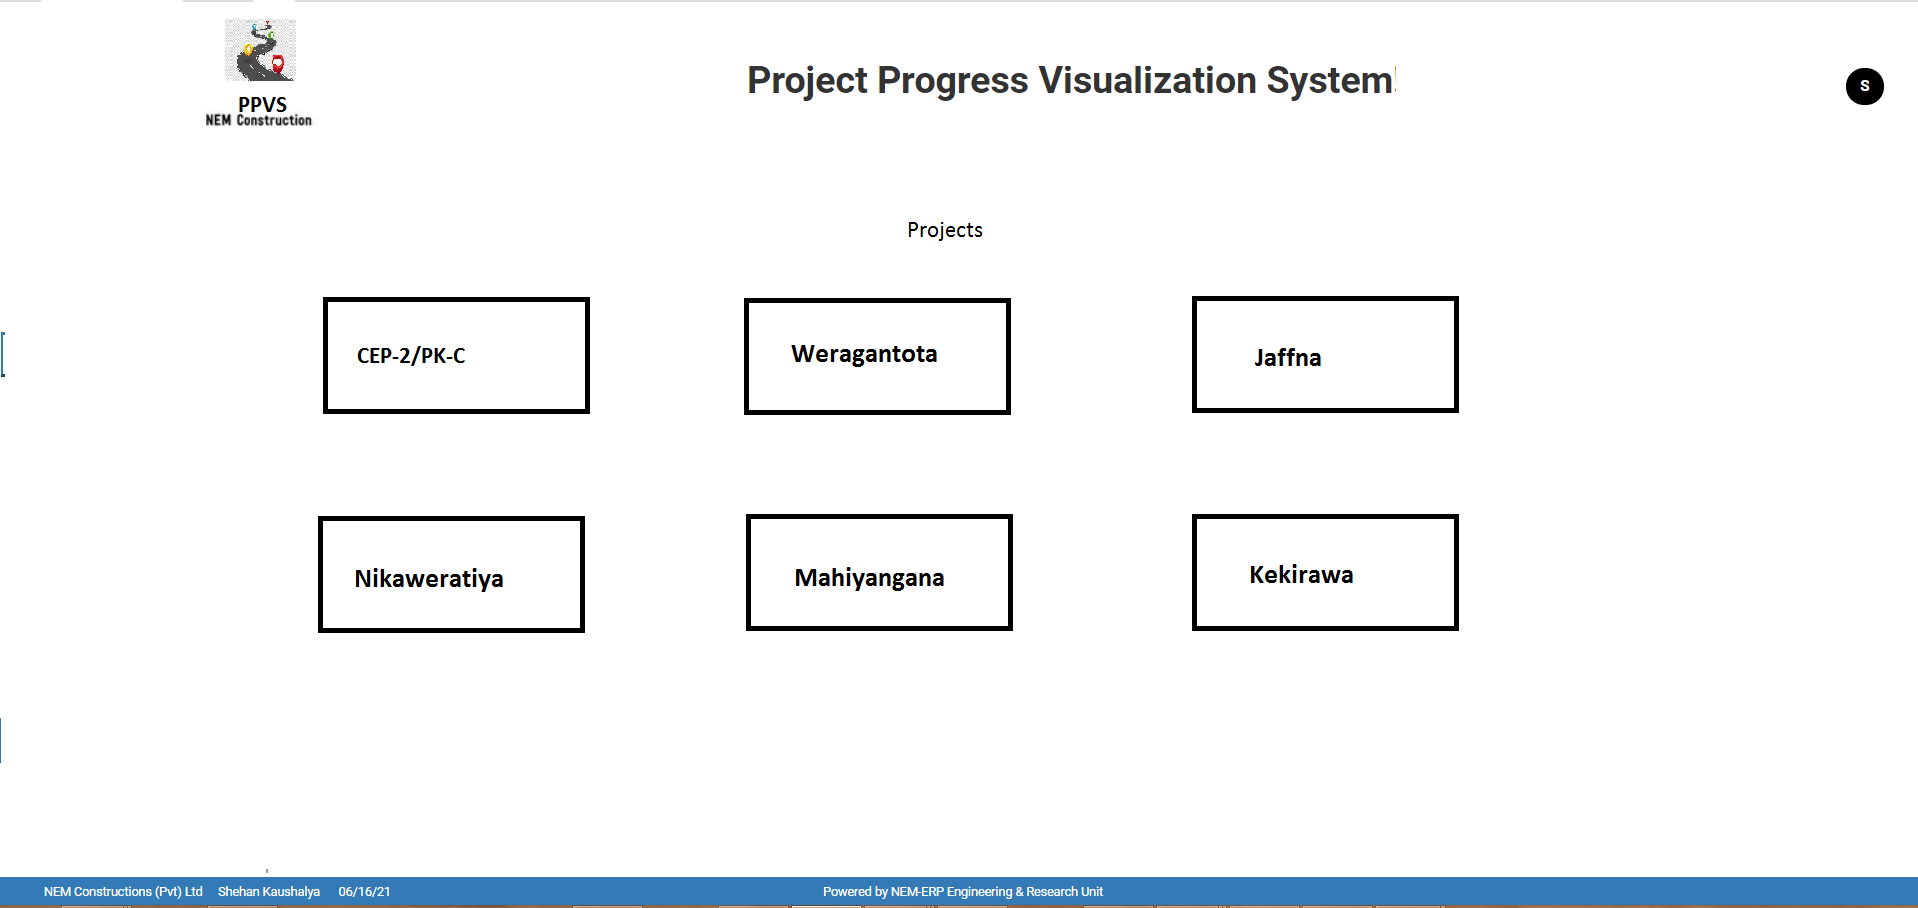 PPVS
NEM Construction
Project Progress Visualization System!
S
Projects
CEP-2/PK-C
Weragantota
Jaffna
Nikaweratiya
Mahiyangana
Kekirawa
NEM Constructions (Pvt) Ltd Shehan Kaushalya 06/16/21
Powered by NEM-ERP Engineering & Research Unit